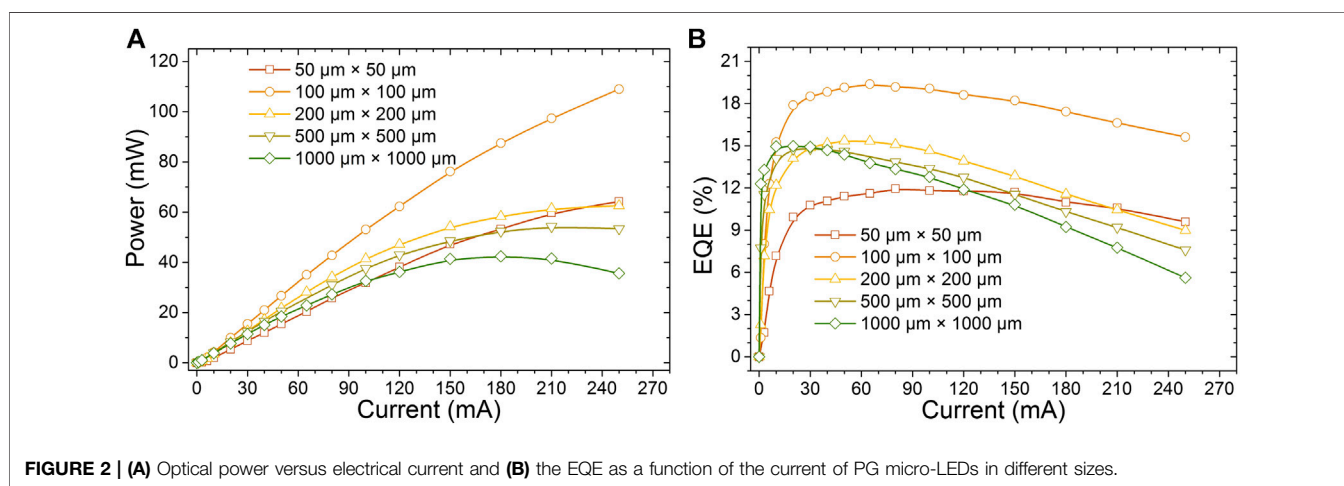 A
Power (mW)
120
100
80
60
40
20
0
50 μm × 50 μm
100 μm × 100 μm
200 μm × 200 μm
500 μm × 500 μm
1000 μm × 1000 μm
0 30 60 90 120 150 180 210 240 270
Current (mA)
B
EQE (%)
21
18
15
12
9
6
3
0
50 μm × 50 μm
100 μm × 100 μm
200 μm × 200 μm
500 μm × 500 μm
1000 μm × 1000 μm
0 30 60 90 120 150 180 210 240 270
Current (mA)
FIGURE 2 | (A) Optical power versus electrical current and (B) the EQE as a function of the current of PG micro-LEDs in different sizes.